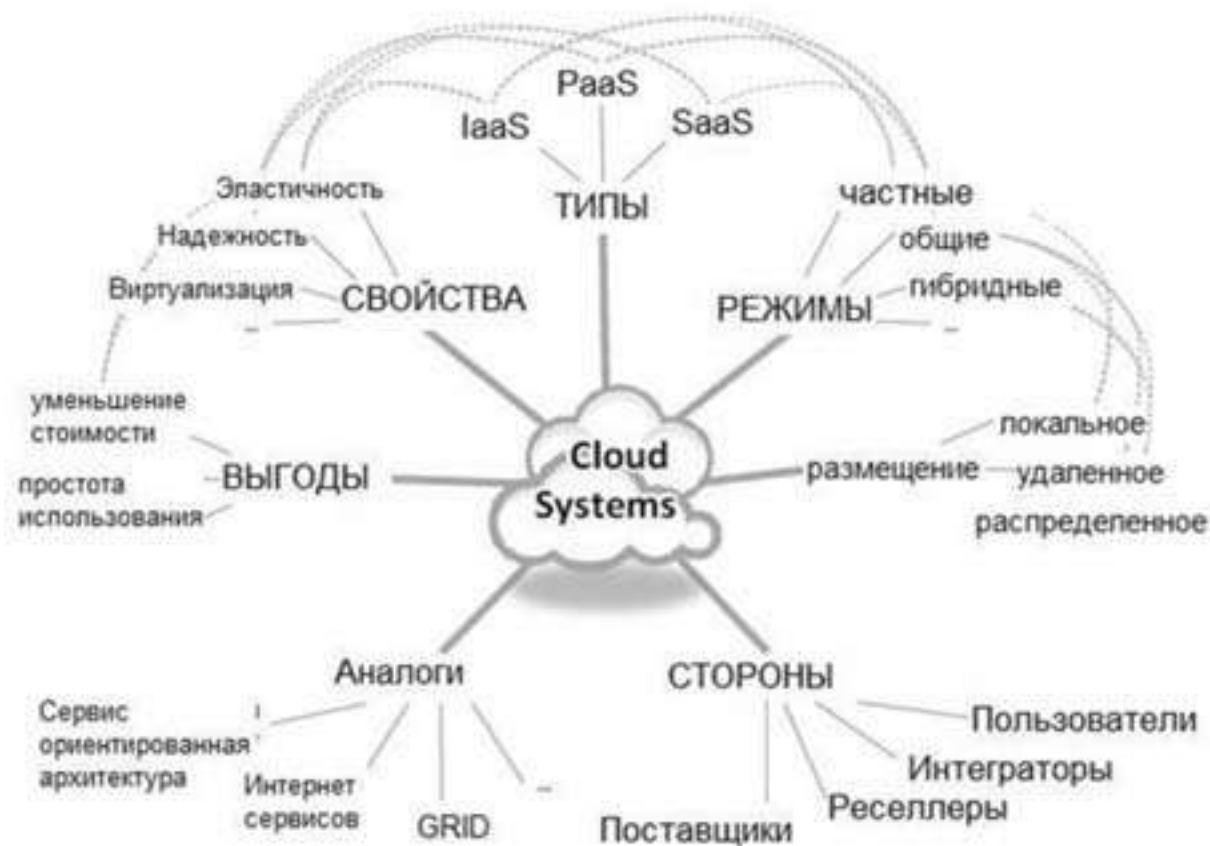 PaaS
IaaS
SaaS
Эластичность
ТИПЫ
частные
Надежность
общие
Виртуализация
СВОЙСТВА
РЕЖИМЫ
гибридные
уменьшение
стоимости
Cloud
Systems
локальное
ВЫГОДЫ
размещение
удаленное
простота
использования
распределенное
Аналоги
СТОРОНЫ
Сервис
ориентированная
архитектура
Пользователи
Интернет
сервисов
Интеграторы
GRID
Реселлеры
Поставщики